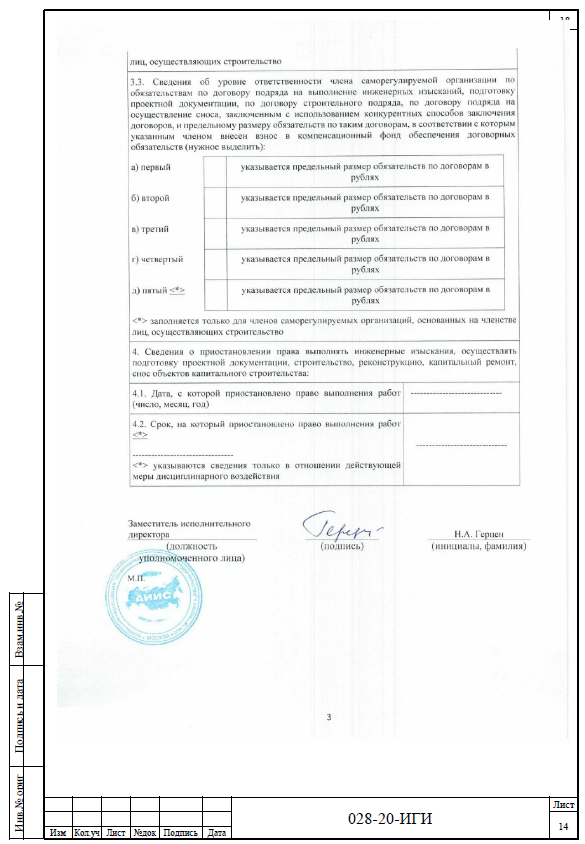 лиц, осуществляющих строительство
3.3. Сведения об уровне ответственности члена саморегулируемой организации по
обязательствам по договору подряда на выполнение инженерных изысканий, подготовку
проектной документации, по договору строительного подряда, по договору подряда на
осуществление сноса, заключенным с использованием конкурентных способов заключения
договоров, и предельному размеру обязательств по таким договорам, в соответствии с которым
указанным членом внесен взнос в компенсационный фонд обеспечения договорных
обязательств (нужное выделить):
а) первый
указывается предельный размер обязательств по договорам в
рублях
б) второй
указывается предельный размер обязательств по договорам в
рублях
в) третий
указывается предельный размер обязательств по договорам в
рублях
г) четвертый
указывается предельный размер обязательств по договорам в
рублях
д) пятый <*>
указывается предельный размер обязательств по договорам в
рублях
<*> заполняется только для членов саморегулируемых организаций, основанных на членстве
лиц, осуществляющих строительство
4. Сведения о приостановлении права выполнять инженерные изыскания, осуществлять
подготовку проектной документации, строительство, реконструкцию, капитальный ремонт,
снос объектов капитального строительства:
4.1. Дата, с которой приостановлено право выполнения работ
(число, месяц, год)
-----------------------------
4.2. Срок, на который приостановлено право выполнения работ
<*>
--------------------------------
<*> указываются сведения только в отношении действующей
меры дисциплинарного воздействия
-----------------------------
Заместитель исполнительного
директора
(должность
уполномоченного лица)
(подпись)
Н.А. Герцен
(инициалы, фамилия)
М.П.
АИИС
МОСКВА
3
Взам.инв.№
Подпись и дата
Инв.№ ориг
Изм Кол.уч Лист №док Подпись Дата
028-20-ИГИ
Лист
14